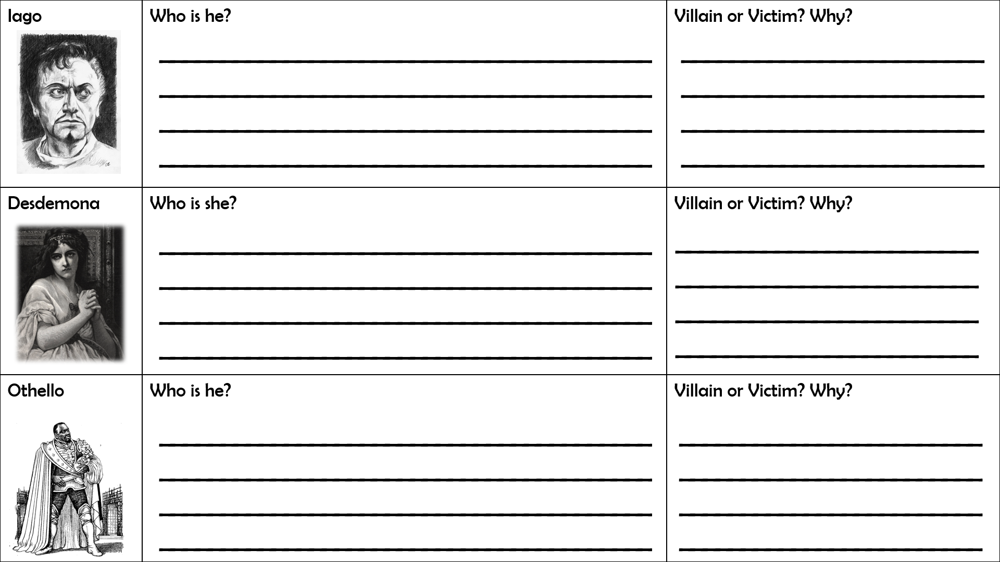 Iago
Who is he?
Villain or Victim? Why?
Desdemona
Who is she?
Villain or Victim? Why?
Othello
Who is he?
Villain or Victim? Why?